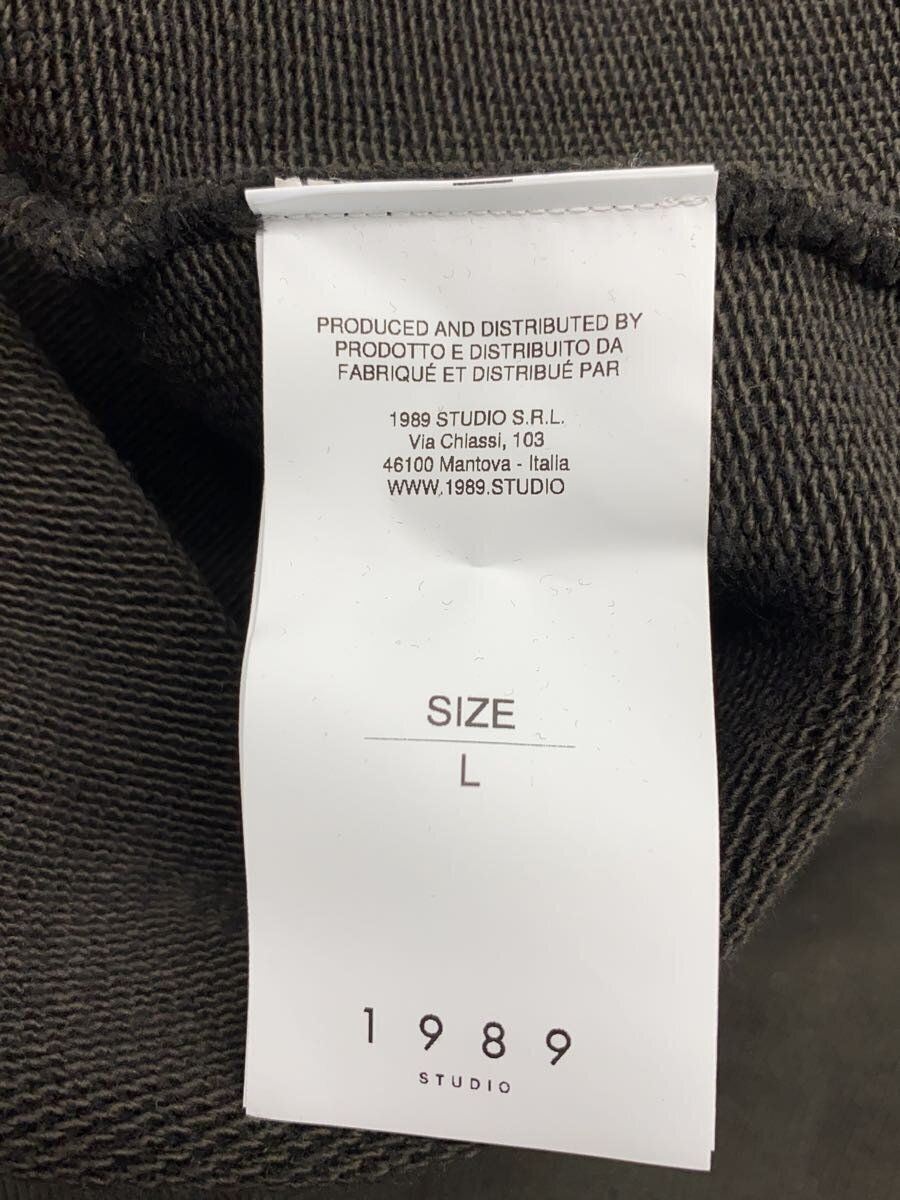 PRODUCED AND DISTRIBUTED BY
PRODOTTO E DISTRIBUITO DA
FABRIQUÉ ET DISTRIBUÉ PAR
1989 STUDIO S.R.L.
Via Chiassi, 103
46100 Mantova - Italia
WWW.1989.STUDIO
SIZE
L
1989
STUDIO